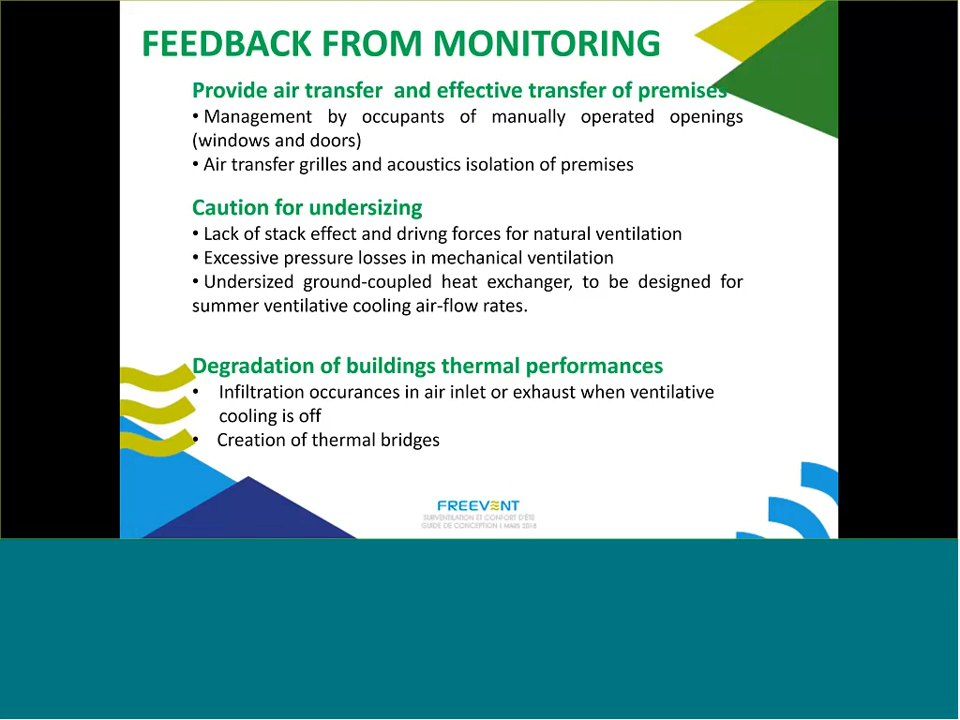 FEEDBACK FROM MONITORING
Provide air transfer and effective transfer of premises
• Management by occupants of manually operated openings
(windows and doors)
• Air transfer grilles and acoustics isolation of premises
Caution for undersizing
• Lack of stack effect and drivng forces for natural ventilation
• Excessive pressure losses in mechanical ventilation
• Undersized ground-coupled heat exchanger, to be designed for
summer ventilative cooling air-flow rates.
Degradation of buildings thermal performances
• Infiltration occurances in air inlet or exhaust when ventilative
cooling is off
• Creation of thermal bridges
FREEVENT
SURVENTILATION ET CONFORT D'ÉTÉ
GUIDE DE CONCEPTION | MARS 2018